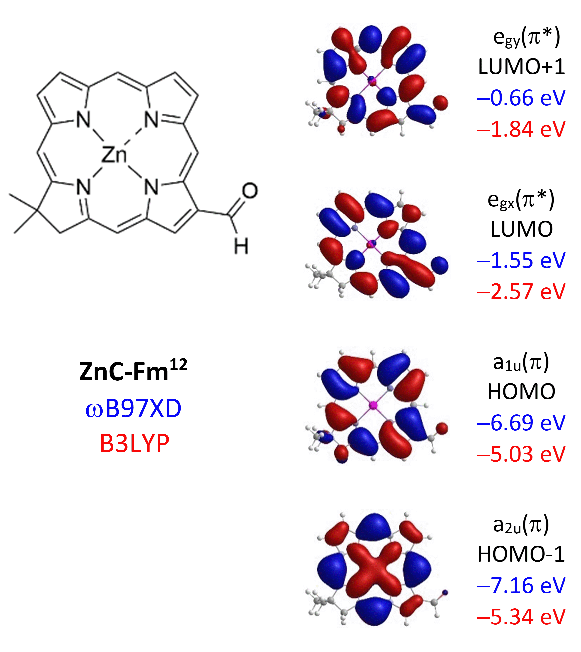 N
N
Zn
N
N
O
H
ZnC-Fm¹²
ωB97XD
B3LYP
e_gy(π*)
LUMO+1
−0.66 eV
−1.84 eV
e_gx(π*)
LUMO
−1.55 eV
−2.57 eV
a_1u(π)
HOMO
−6.69 eV
−5.03 eV
a_2u(π)
HOMO-1
−7.16 eV
−5.34 eV